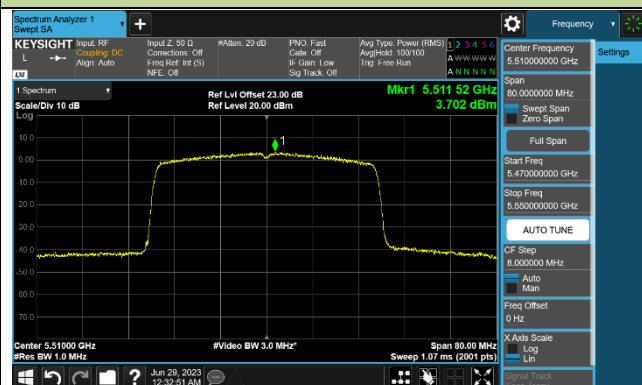 Spectrum Analyzer 1
Swept SA
Frequency
KEYSIGHT
L
LXI
Input: RF
Coupling: DC
Align: Auto
Input Z: 50 Ω
Corrections: Off
Freq Ref: Int (S)
NFE: Off
#Atten: 20 dB
PNO: Fast
Gate: Off
IF Gain: Low
Sig Track: Off
Avg Type: Power (RMS)
Avg|Hold: 100/100
Trig: Free Run
1 2 3 4 5 6
A W W W W W
A N N N N N
Center Frequency
5.510000000 GHz
Settings
Span
80.0000000 MHz
Swept Span
Zero Span
Full Span
Start Freq
5.470000000 GHz
Stop Freq
5.550000000 GHz
AUTO TUNE
CF Step
8.000000 MHz
Auto
Man
Freq Offset
0 Hz
X Axis Scale
Log
Lin
Signal Track
1 Spectrum
Scale/Div 10 dB
Log
Ref Lvl Offset 23.00 dB
Ref Level 20.00 dBm
Mkr1 5.511 52 GHz
3.702 dBm
1
10.0
0.00
-10.0
-20.0
-30.0
-40.0
-50.0
-60.0
-70.0
Center 5.51000 GHz
#Res BW 1.0 MHz
#Video BW 3.0 MHz*
Span 80.00 MHz
Sweep 1.07 ms (2001 pts)
?
Jun 29, 2023
12:32:51 AM